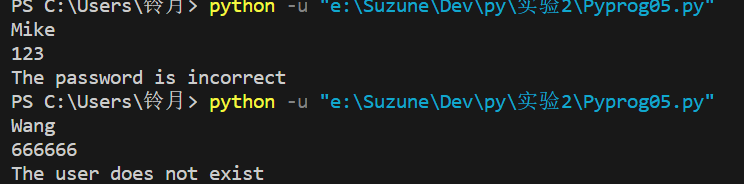 PS C:\Users\铃月> python -u "e:\Suzune\Dev\py\实验2\Pyprog05.py"
Mike
123
The password is incorrect
PS C:\Users\铃月> python -u "e:\Suzune\Dev\py\实验2\Pyprog05.py"
Wang
666666
The user does not exist